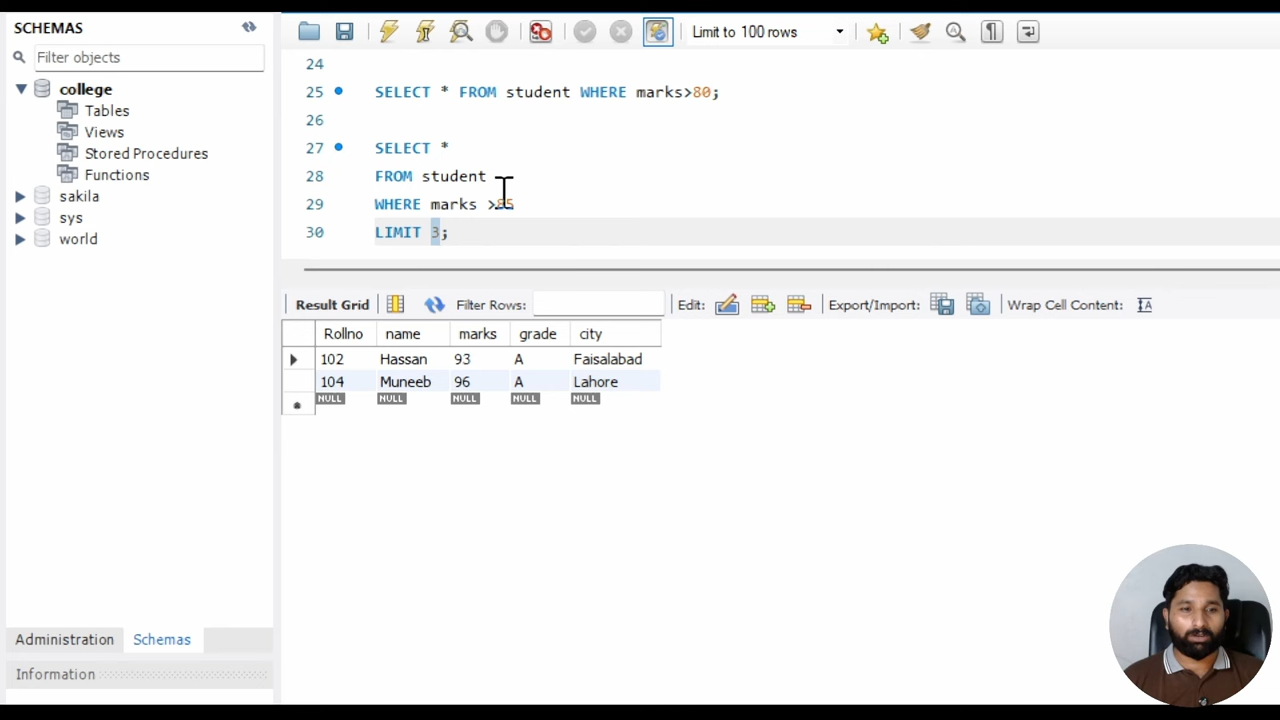 SCHEMAS
Filter objects
college
Tables
Views
Stored Procedures
Functions
sakila
sys
world
Administration Schemas
Information
Limit to 100 rows
24
25 SELECT * FROM student WHERE marks>80;
26
27 SELECT *
28 FROM student
29 WHERE marks >85
30 LIMIT 3;
Result Grid Filter Rows: Edit: Export/Import: Wrap Cell Content: IA
Rollno name marks grade city
102 Hassan 93 A Faisalabad
104 Muneeb 96 A Lahore
NULL NULL NULL NULL NULL